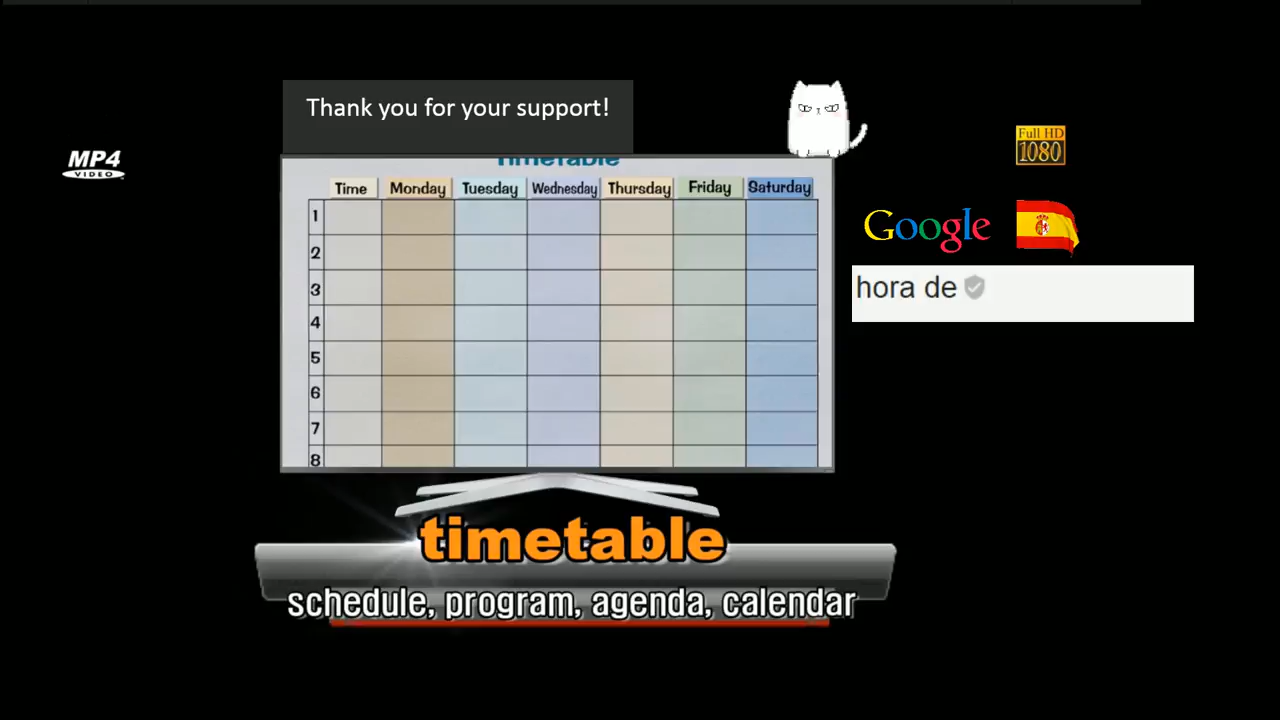 Thank you for your support!
MP4
VIDEO
Full HD
1080
Timetable
Time Monday Tuesday Wednesday Thursday Friday Saturday
1
2
3
4
5
6
7
8
Google
hora de
timetable
schedule, program, agenda, calendar